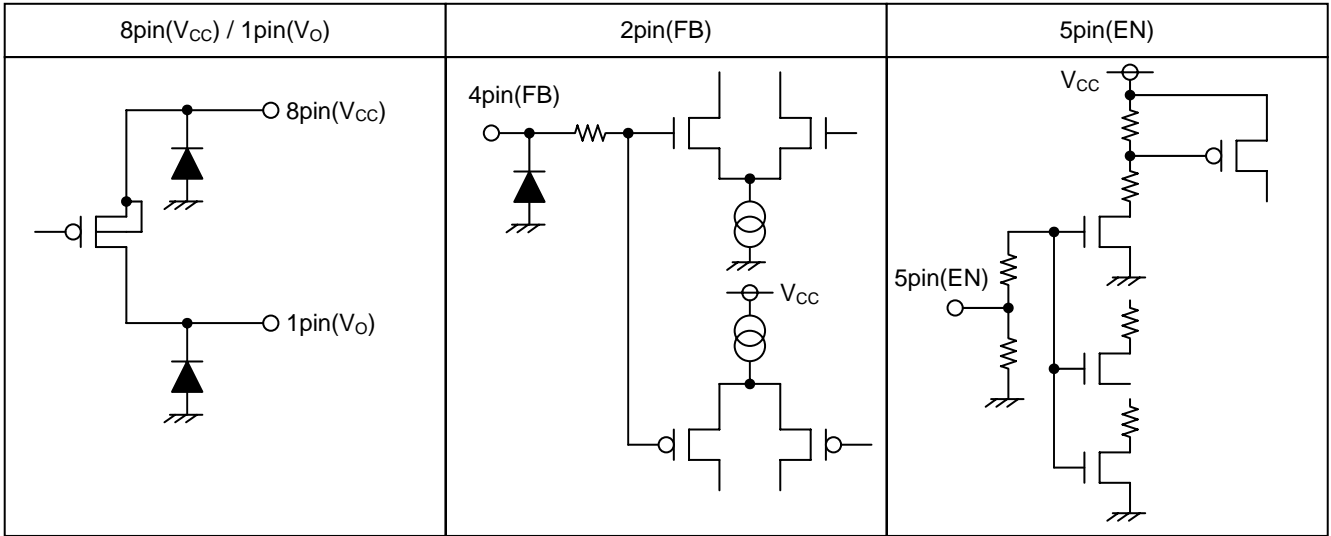 8pin(VCC) / 1pin(VO)
2pin(FB)
5pin(EN)
8pin(VCC)
1pin(VO)
4pin(FB)
VCC
VCC
5pin(EN)